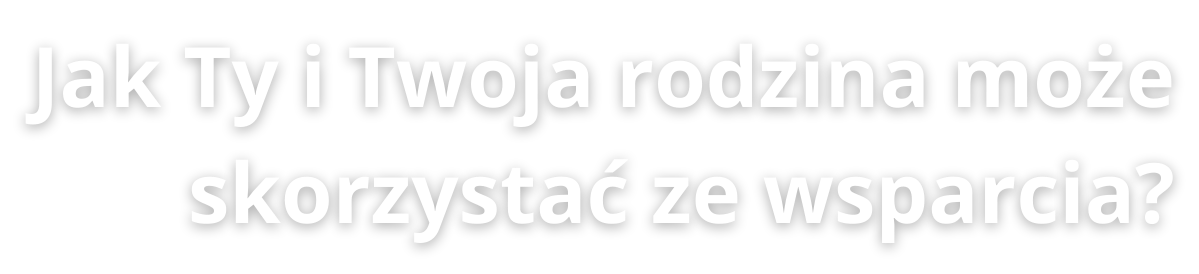 Jak Ty i Twoja rodzina może
skorzystać ze wsparcia?